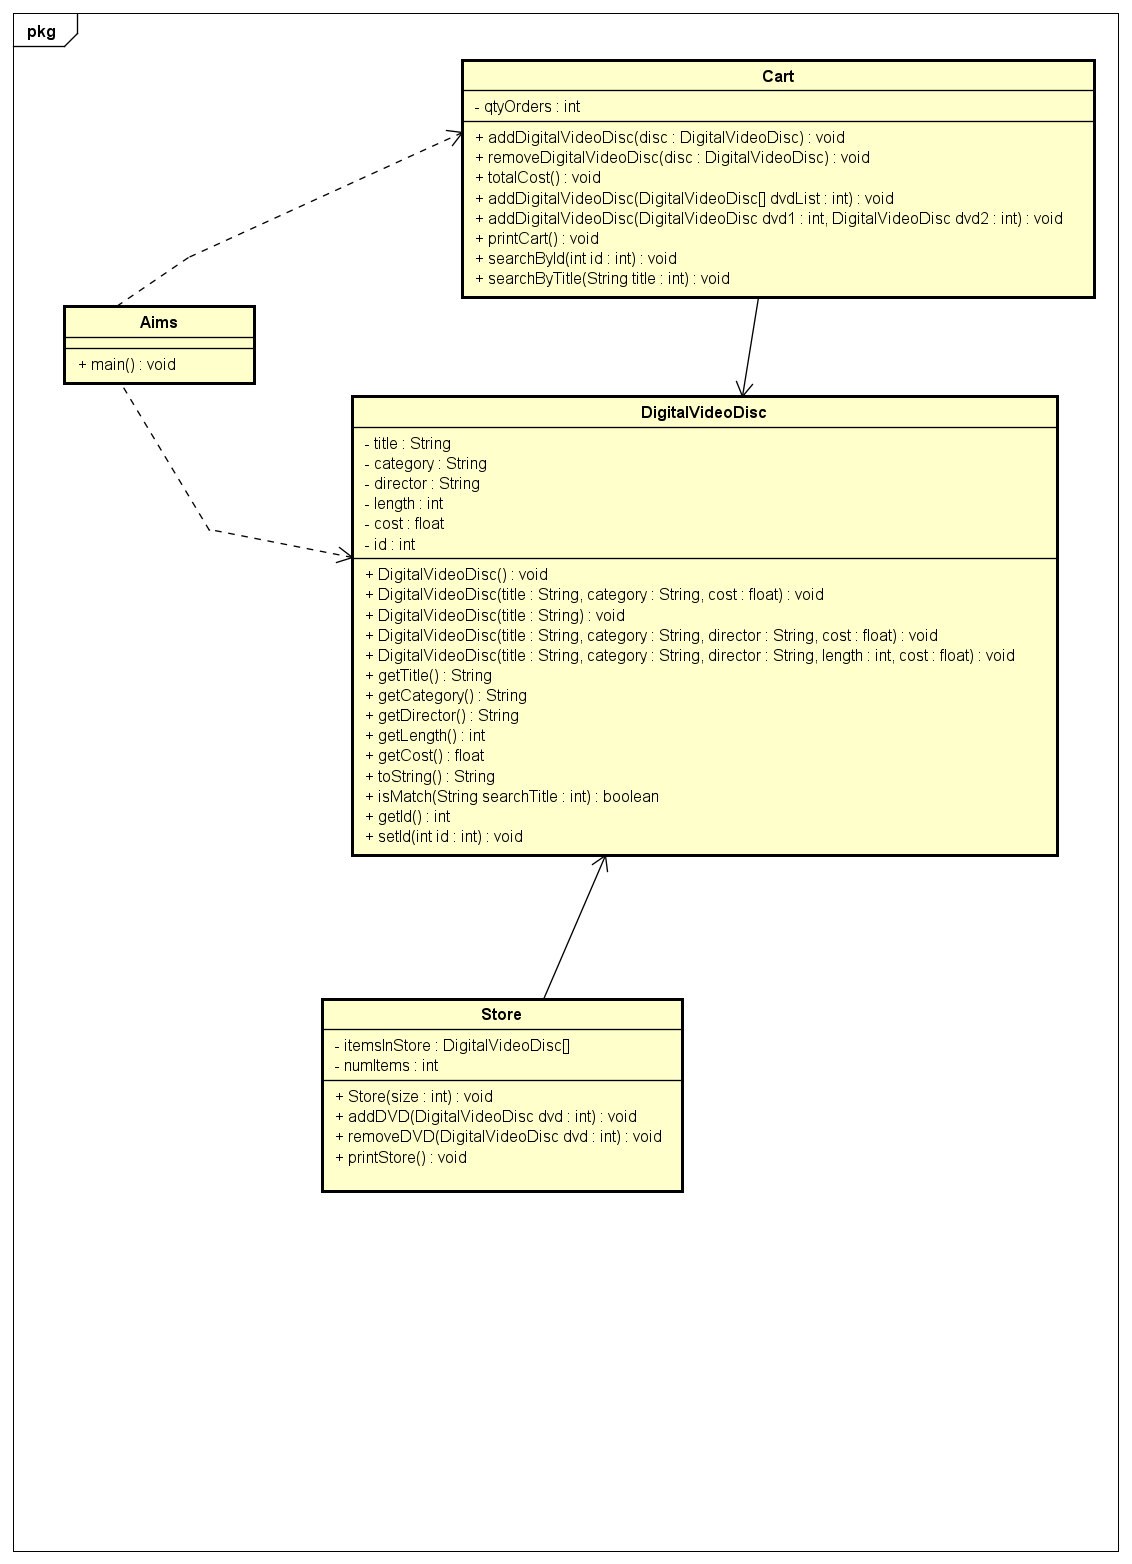 pkg
Cart
- qtyOrders : int
+ addDigitalVideoDisc(disc : DigitalVideoDisc) : void
+ removeDigitalVideoDisc(disc : DigitalVideoDisc) : void
+ totalCost() : void
+ addDigitalVideoDisc(DigitalVideoDisc[] dvdList : int) : void
+ addDigitalVideoDisc(DigitalVideoDisc dvd1 : int, DigitalVideoDisc dvd2 : int) : void
+ printCart() : void
+ searchById(int id : int) : void
+ searchByTitle(String title : int) : void
Aims
+ main() : void
DigitalVideoDisc
- title : String
- category : String
- director : String
- length : int
- cost : float
- id : int
+ DigitalVideoDisc() : void
+ DigitalVideoDisc(title : String, category : String, cost : float) : void
+ DigitalVideoDisc(title : String) : void
+ DigitalVideoDisc(title : String, category : String, director : String, cost : float) : void
+ DigitalVideoDisc(title : String, category : String, director : String, length : int, cost : float) : void
+ getTitle() : String
+ getCategory() : String
+ getDirector() : String
+ getLength() : int
+ getCost() : float
+ toString() : String
+ isMatch(String searchTitle : int) : boolean
+ getId() : int
+ setId(int id : int) : void
Store
- itemsInStore : DigitalVideoDisc[]
- numItems : int
+ Store(size : int) : void
+ addDVD(DigitalVideoDisc dvd : int) : void
+ removeDVD(DigitalVideoDisc dvd : int) : void
+ printStore() : void